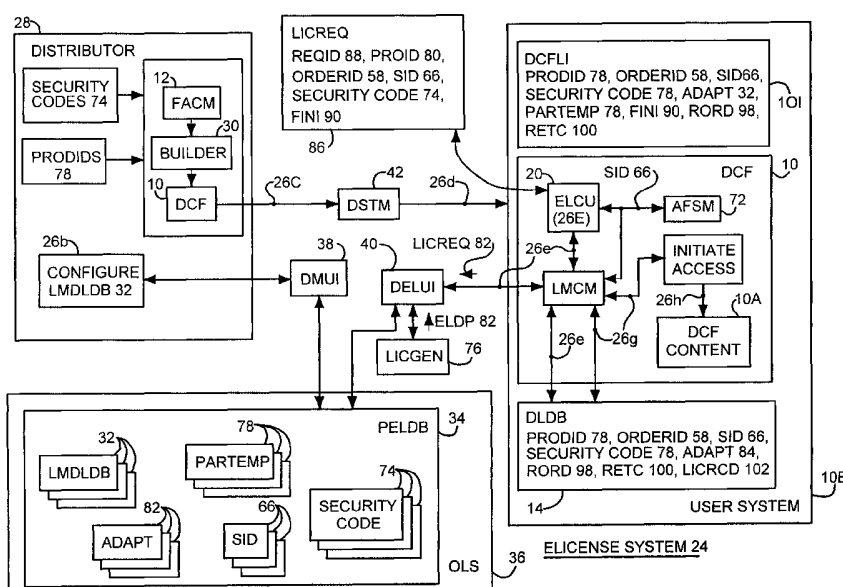 28
DISTRIBUTOR
SECURITY
CODES 74
PRODIDS
78
12
FACM
30
BUILDER
10
DCF
26b
CONFIGURE
LMDLDB 32
26C
LICREQ
REQID 88, PROID 80,
ORDERID 58, SID 66,
SECURITY CODE 74,
FINI 90
86
42
DSTM
26d
38
DMUI
40
DELUI
LICREQ 82
26e
ELDP 82
LICGEN
76
DCFLI
PRODID 78, ORDERID 58, SID66,
SECURITY CODE 78, ADAPT 32,
PARTEMP 78, FINI 90, RORD 98,
RETC 100
10I
20
SID 66
DCF
10
ELCU
(26E)
AFSM
72
26e
INITIATE
ACCESS
LMCM
26h
10A
26g
26e
DCF
CONTENT
DLDB
PRODID 78, ORDERID 58, SID 66,
SECURITY CODE 78, ADAPT 84,
RORD 98, RETC 100, LICRCD 102
14
USER SYSTEM
10E
PELDB
34
32
LMDLDB
78
PARTEMP
74
SECURITY
CODE
82
ADAPT
66
SID
OLS
36
ELICENSE SYSTEM 24